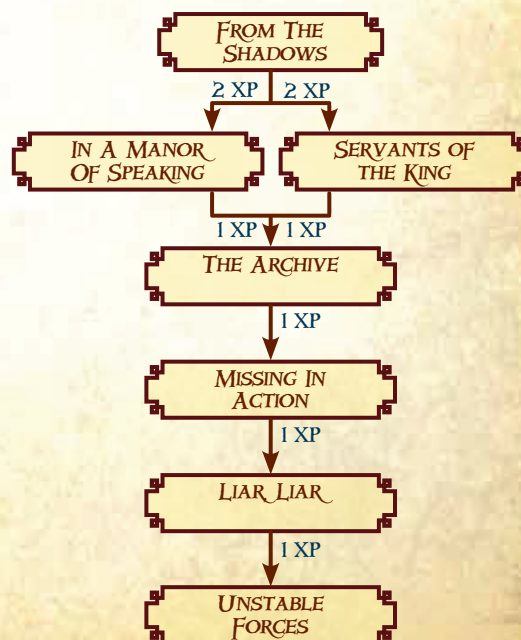 From The
Shadows
2 XP 2 XP
In A Manor
Of Speaking
Servants of
the King
1 XP 1 XP
The Archive
1 XP
Missing In
Action
1 XP
Liar Liar
1 XP
Unstable
Forces